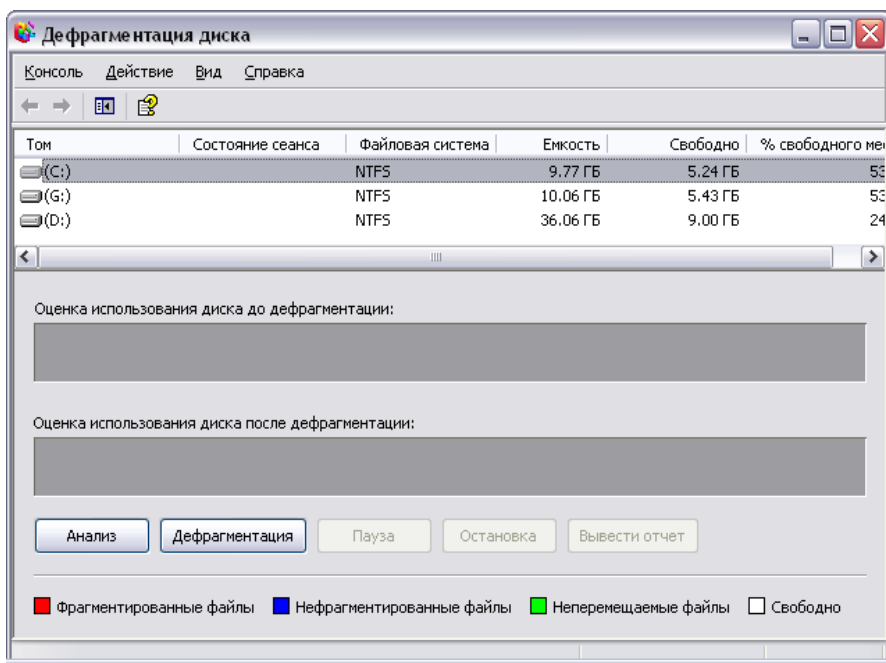 Дефрагментация диска
Консоль Действие Вид Справка
Том Состояние сеанса Файловая система Емкость Свободно % свободного
(C:) NTFS 9.77 ГБ 5.24 ГБ 53
(G:) NTFS 10.06 ГБ 5.43 ГБ 53
(D:) NTFS 36.06 ГБ 9.00 ГБ 24
Оценка использования диска до дефрагментации:
Оценка использования диска после дефрагментации:
Анализ Дефрагментация Пауза Остановка Вывести отчет
Фрагментированные файлы Нефрагментированные файлы Неперемещаемые файлы Свободно